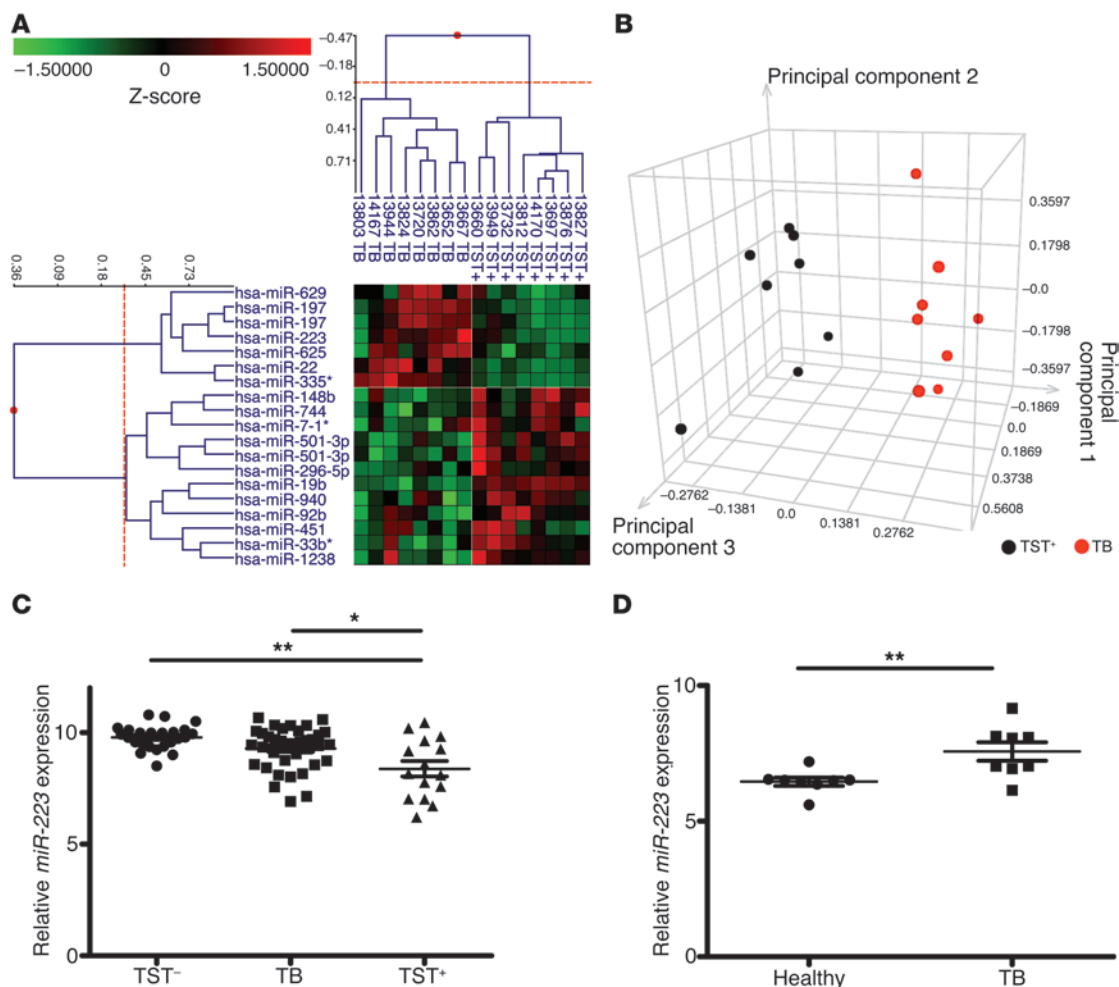 A
−1.50000 0 1.50000
Z-score
−0.47
−0.18
0.12
0.41
0.71
13803 TB
14167 TB
13944 TB
13824 TB
13720 TB
13862 TB
13652 TB
13667 TB
13660 TST+
13949 TST+
13732 TST+
13812 TST+
14170 TST+
13697 TST+
13876 TST+
13827 TST+
0.36
0.09
0.18
0.45
0.73
hsa-miR-629
hsa-miR-197
hsa-miR-197
hsa-miR-223
hsa-miR-625
hsa-miR-22
hsa-miR-335*
hsa-miR-148b
hsa-miR-744
hsa-miR-7-1*
hsa-miR-501-3p
hsa-miR-501-3p
hsa-miR-296-5p
hsa-miR-19b
hsa-miR-940
hsa-miR-92b
hsa-miR-451
hsa-miR-33b*
hsa-miR-1238
B
Principal component 2
0.3597
0.1798
−0.0
−0.1798
−0.3597
Principal
component 1
−0.1869
0.0
0.1869
0.3738
0.5608
−0.2762
−0.1381
0.0
0.1381
0.2762
Principal
component 3
TST+ TB
C
*
**
Relative miR-223 expression
10
5
0
TST− TB TST+
D
**
Relative miR-223 expression
10
5
0
Healthy TB